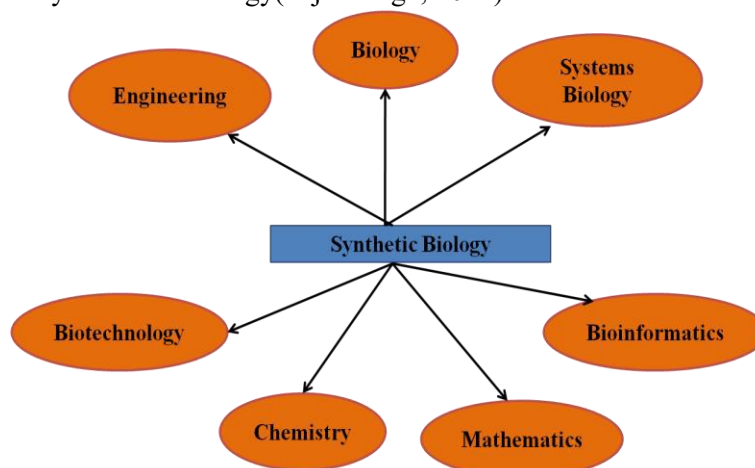 Biology
Systems
Biology
Engineering
Synthetic Biology
Biotechnology
Bioinformatics
Chemistry
Mathematics